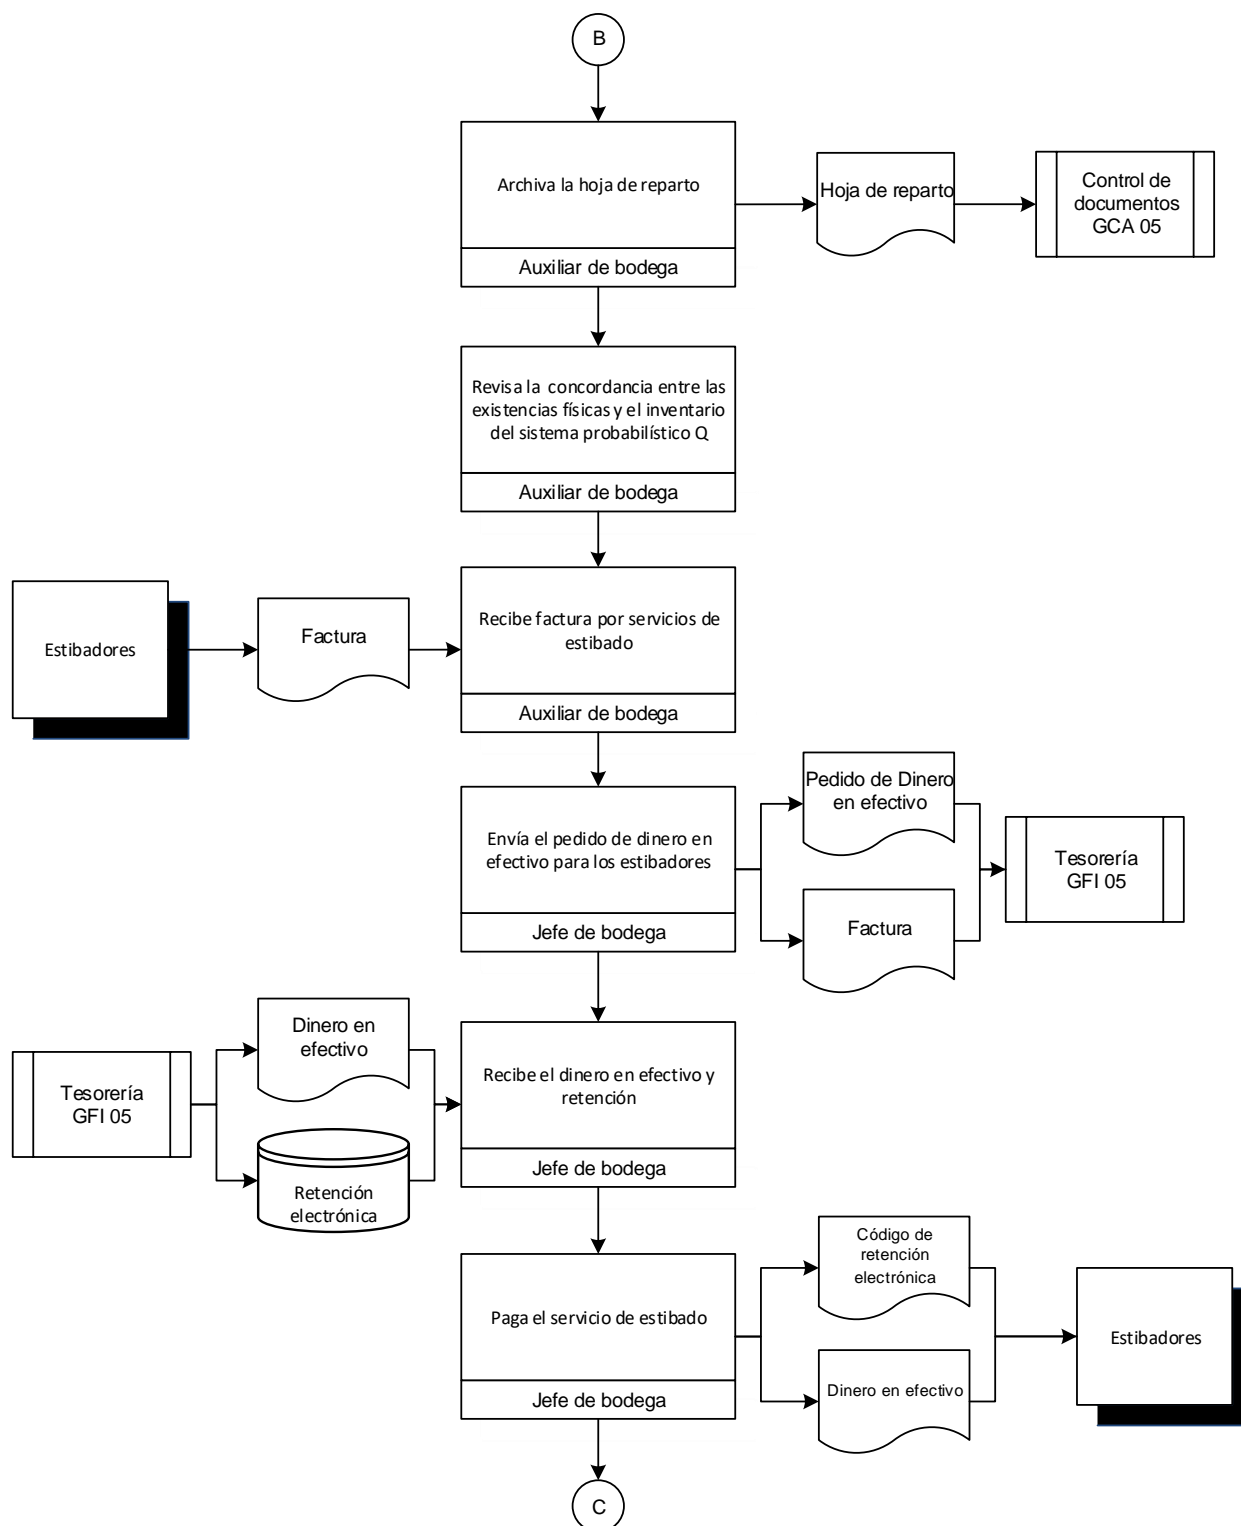 B
Archiva la hoja de reparto
Auxiliar de bodega
Hoja de reparto
Control de
documentos
GCA 05
Revisa la concordancia entre las
existencias físicas y el inventario
del sistema probabilístico Q
Auxiliar de bodega
Estibadores
Factura
Recibe factura por servicios de
estibado
Auxiliar de bodega
Envía el pedido de dinero en
efectivo para los estibadores
Jefe de bodega
Pedido de Dinero
en efectivo
Factura
Tesorería
GFI 05
Tesorería
GFI 05
Dinero en
efectivo
Retención
electrónica
Recibe el dinero en efectivo y
retención
Jefe de bodega
Paga el servicio de estibado
Jefe de bodega
Código de
retención
electrónica
Dinero en efectivo
Estibadores
C